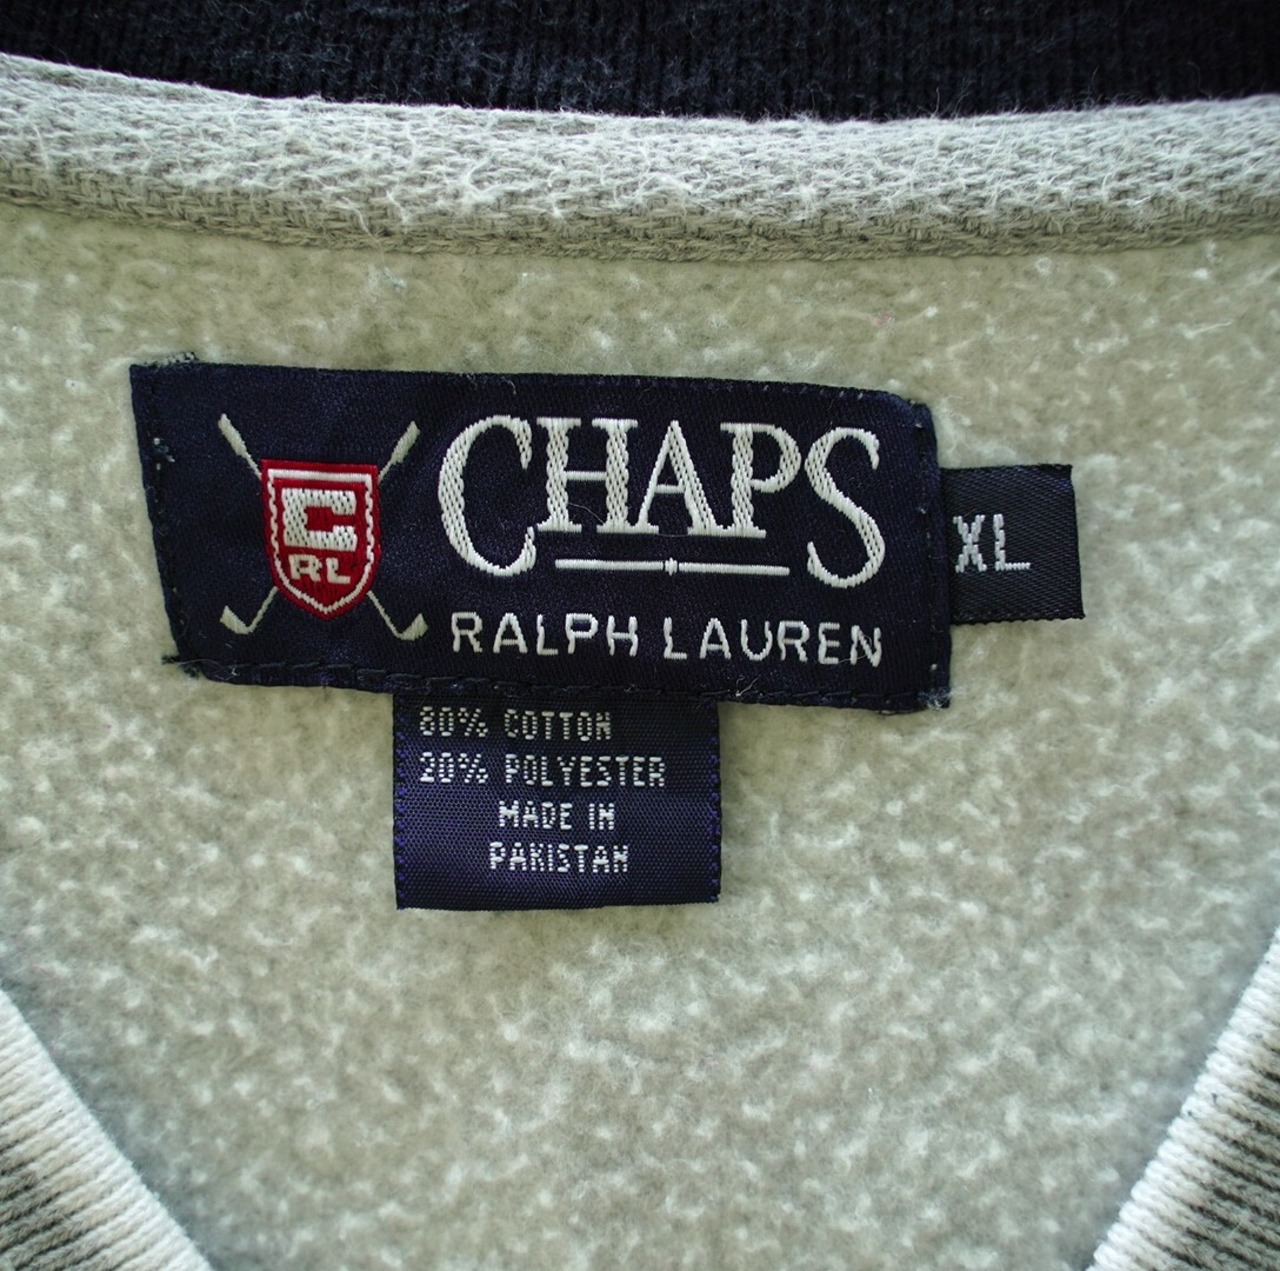 C
RL
CHAPS
RALPH LAUREN
XL
80% COTTON
20% POLYESTER
MADE IN
PAKISTAN